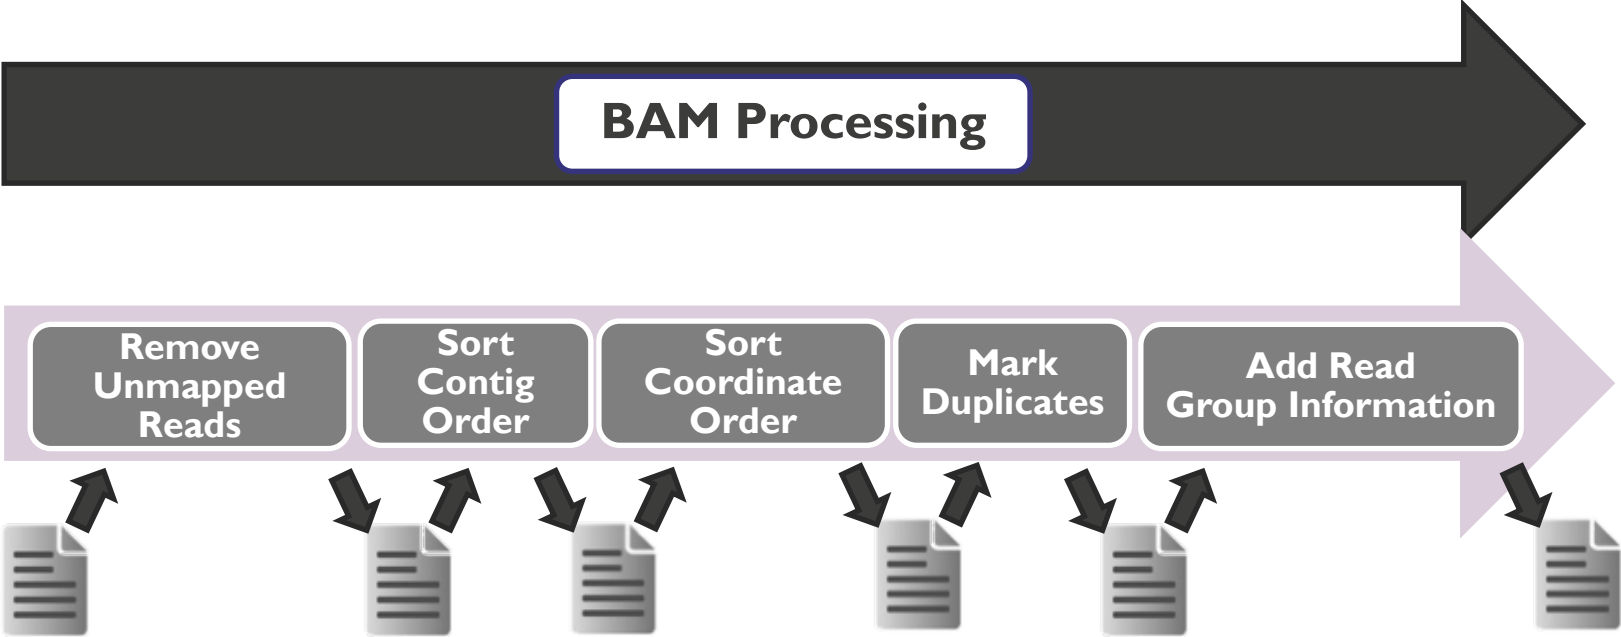 BAM Processing
Remove
Unmapped
Reads
Sort
Contig
Order
Sort
Coordinate
Order
Mark
Duplicates
Add Read
Group Information